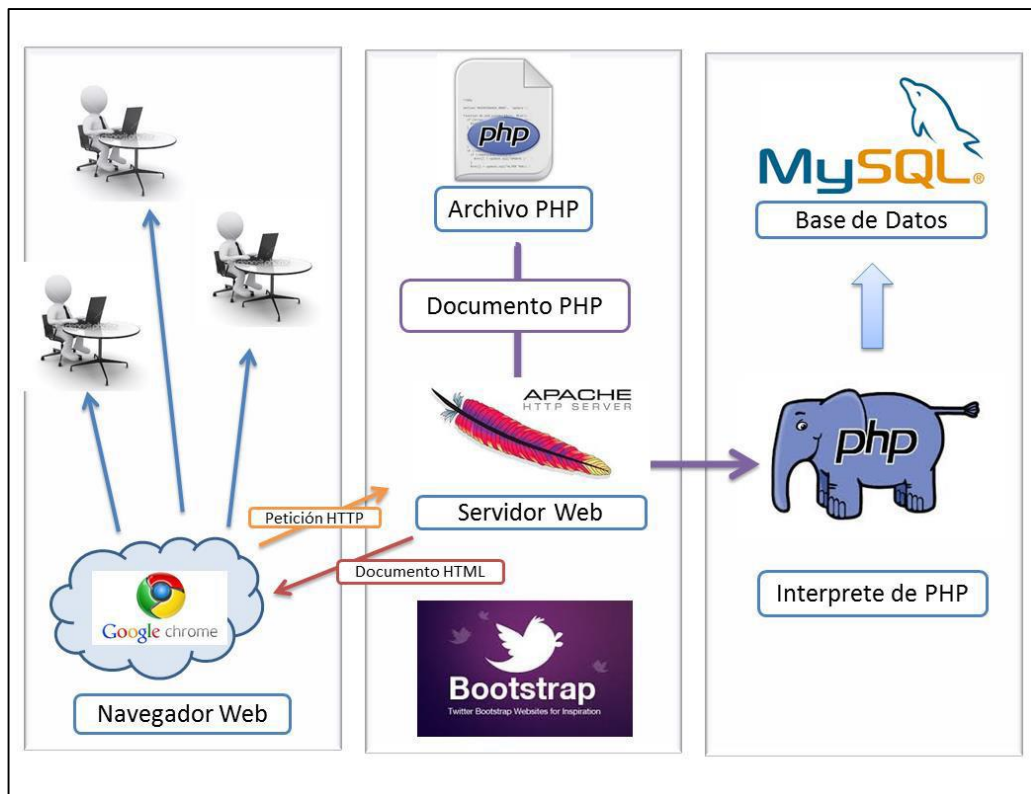 php
Archivo PHP
Documento PHP
APACHE
HTTP SERVER
Servidor Web
Petición HTTP
Documento HTML
Google chrome
Navegador Web
Bootstrap
Twitter Bootstrap Websites for Inspiration
MySQL®
Base de Datos
php
Interprete de PHP